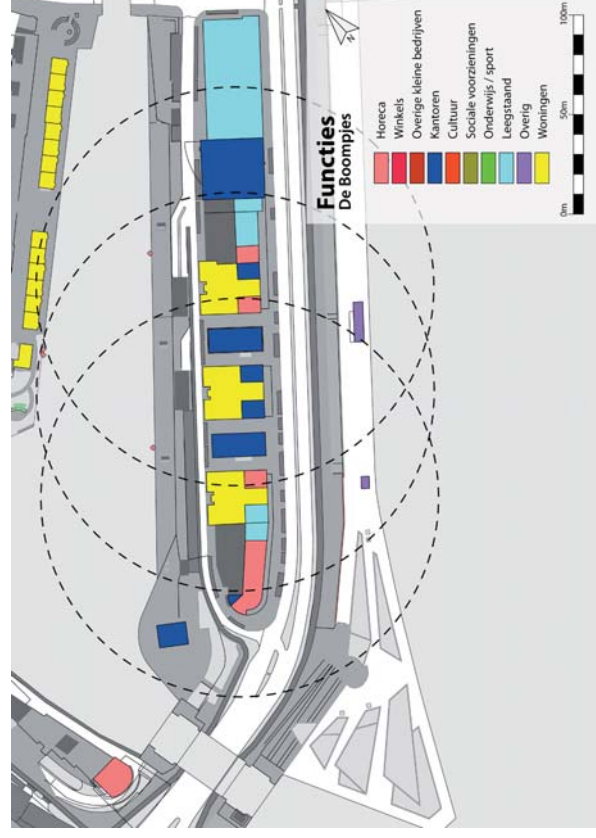 Functies
De Boompjes
Horeca
Winkels
Overige kleine bedrijven
Kantoren
Cultuur
Sociale voorzieningen
Onderwijs / sport
Leegstaand
Overig
Woningen
0m
50m
100m
N